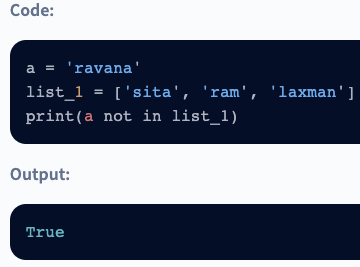 Code:
a = 'ravana'
list_1 = ['sita', 'ram', 'laxman']
print(a not in list_1)
Output:
True